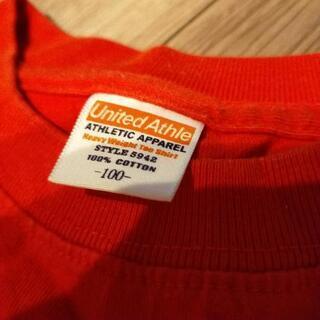 United Athle
ATHLETIC APPAREL
Heavy Weight Tee Shirt
STYLE 5942
100% COTTON
-100-